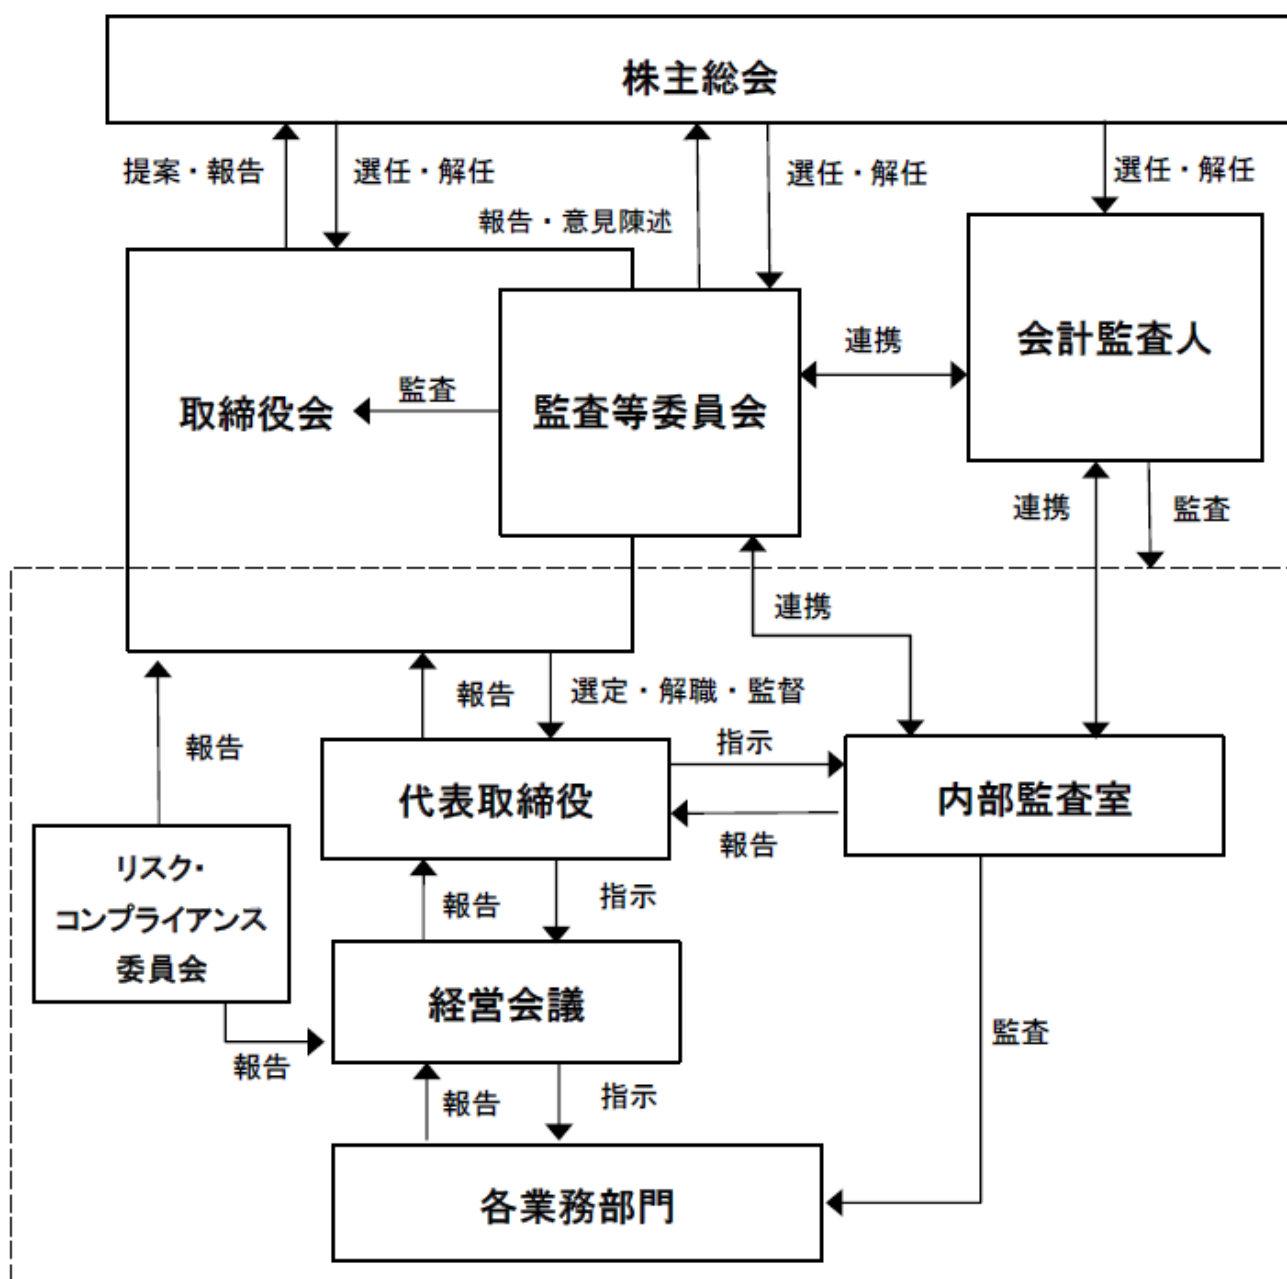 株主総会
提案・報告
選任・解任
報告・意見陳述
選任・解任
選任・解任
取締役会
監査
監査等委員会
連携
会計監査人
連携
監査
連携
報告
報告
選定・解職・監督
代表取締役
指示
報告
内部監査室
リスク・
コンプライアンス
委員会
報告
指示
経営会議
報告
監査
報告
指示
各業務部門